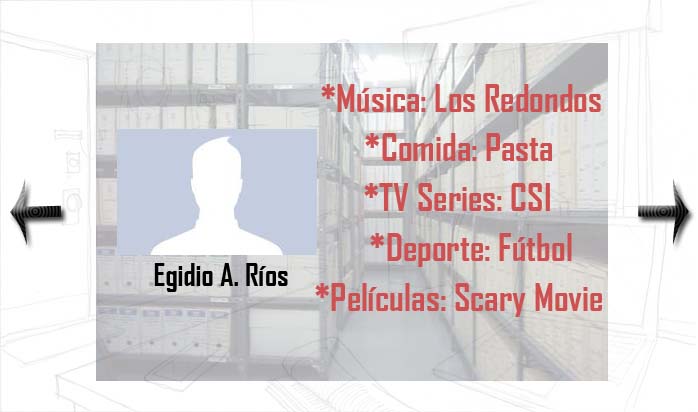 *Música: Los Redondos
*Comida: Pasta
*TV Series: CSI
*Deporte: Fútbol
*Películas: Scary Movie
Egidio A. Ríos